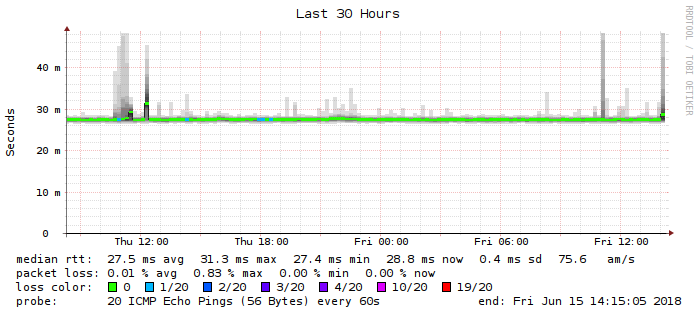 Last 30 Hours
RRDTOOL / TOBI OETIKER
Seconds
40 m
30 m
20 m
10 m
0
Thu 12:00 Thu 18:00 Fri 00:00 Fri 06:00 Fri 12:00
median rtt: 27.5 ms avg 31.3 ms max 27.4 ms min 28.8 ms now 0.4 ms sd 75.6 am/s
packet loss: 0.01 % avg 0.83 % max 0.00 % min 0.00 % now
loss color: 0 1/20 2/20 3/20 4/20 10/20 19/20
probe: 20 ICMP Echo Pings (56 Bytes) every 60s end: Fri Jun 15 14:15:05 2018